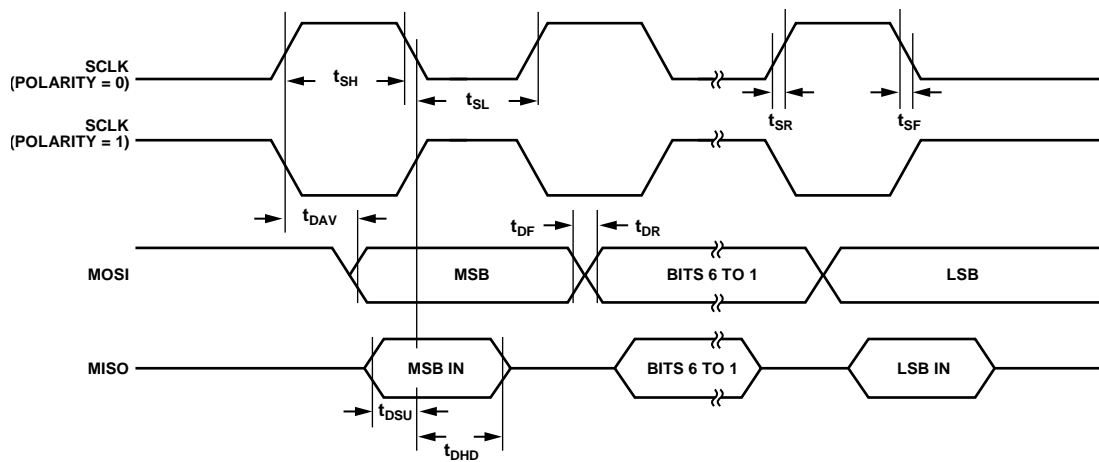 SCLK
(POLARITY = 0)
tSH
tSL
tSR
tSF
SCLK
(POLARITY = 1)
tDAV
tDF
tDR
MOSI
MSB
BITS 6 TO 1
LSB
MISO
MSB IN
BITS 6 TO 1
LSB IN
tDSU
tDHD